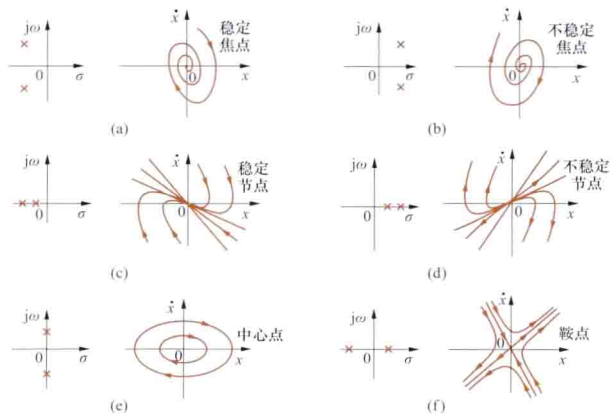 jω
ẋ
稳定
焦点
0
σ
0
x
(a)
jω
ẋ
不稳定
焦点
0
σ
0
x
(b)
jω
ẋ
稳定
节点
0
σ
0
x
(c)
jω
ẋ
不稳定
节点
0
σ
0
x
(d)
jω
ẋ
中心点
0
σ
0
x
(e)
jω
ẋ
鞍点
0
σ
0
x
(f)